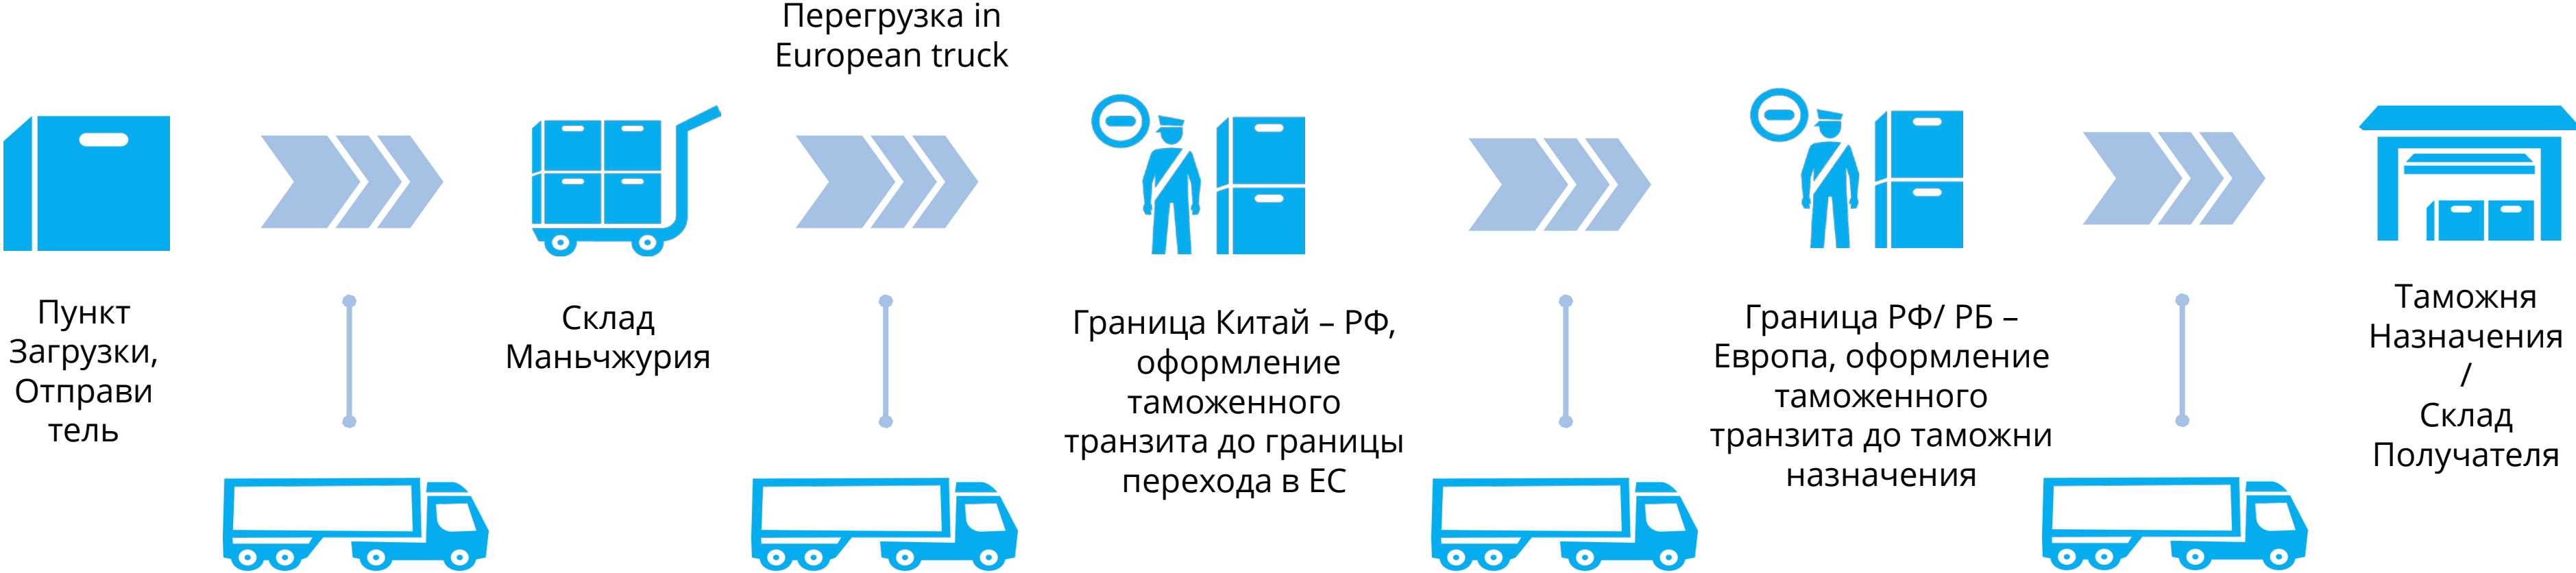 Перегрузка in
European truck
Пункт
Загрузки,
Отправи
тель
Склад
Маньчжурия
Граница Китай – РФ,
оформление
таможенного
транзита до границы
перехода в ЕС
Граница РФ/ РБ –
Европа, оформление
таможенного
транзита до таможни
назначения
Таможня
Назначения
/
Склад
Получателя